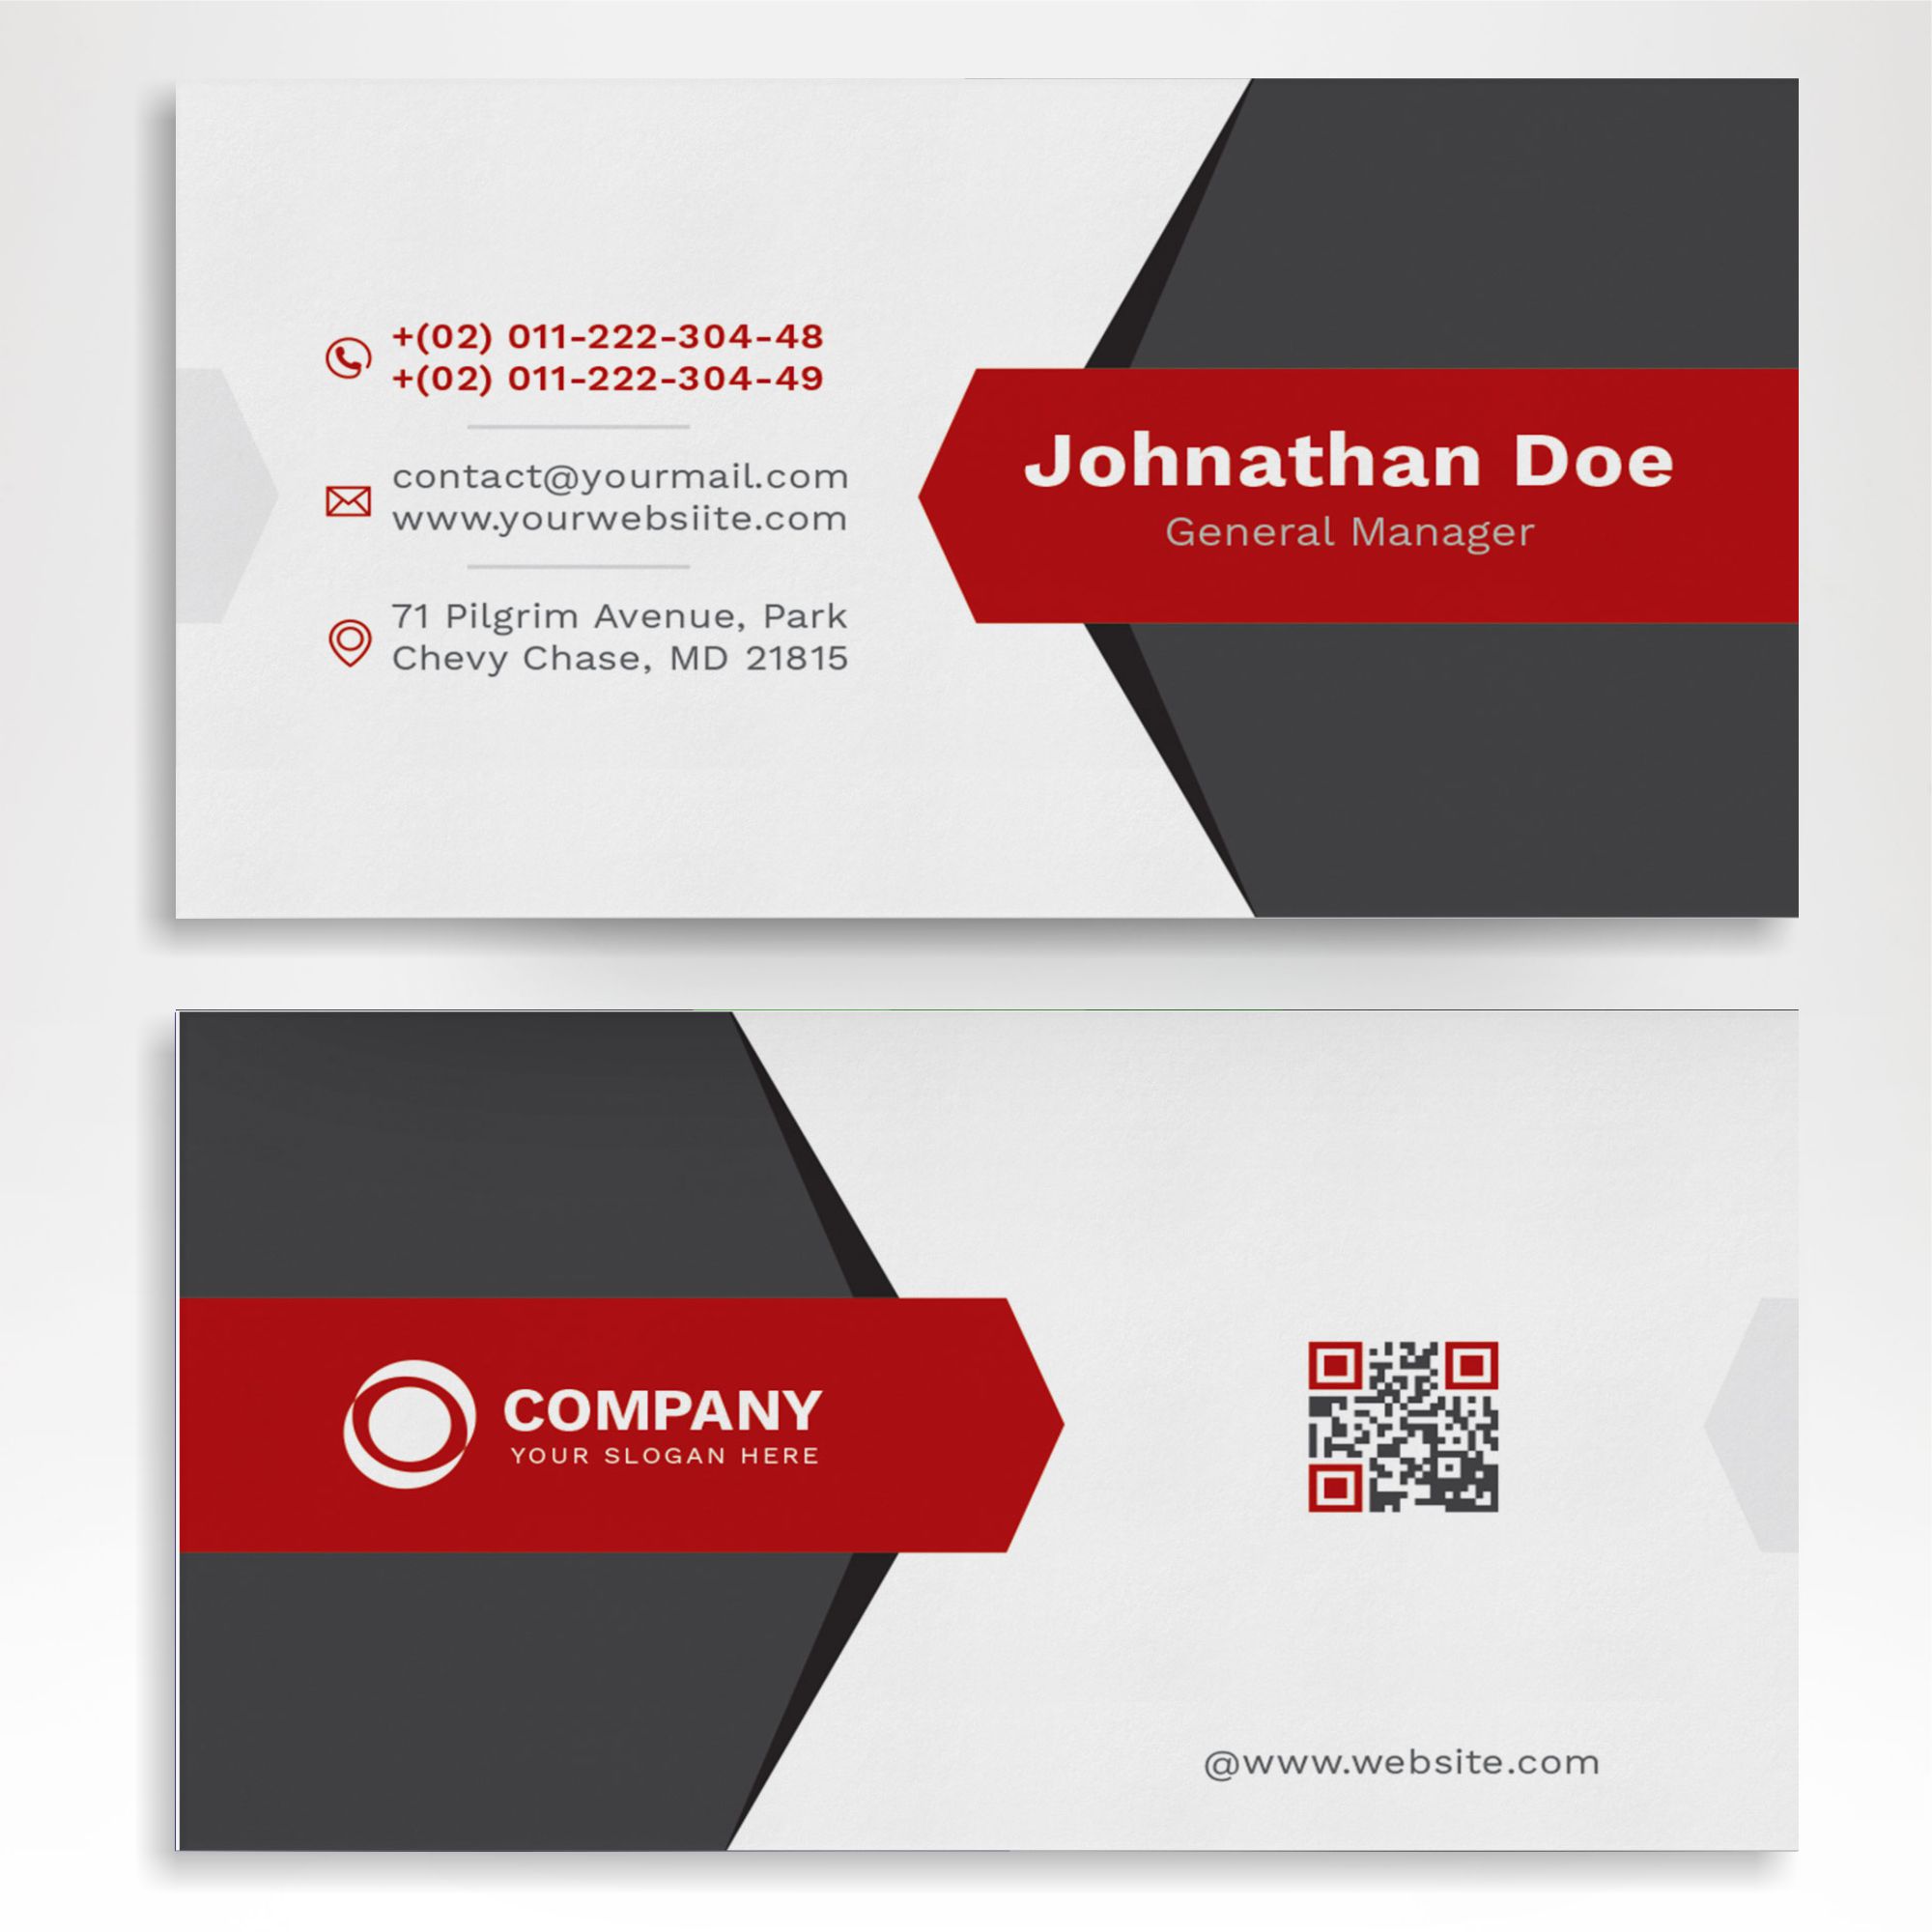 +(02) 011-222-304-48
+(02) 011-222-304-49
contact@yourmail.com
www.yourwebsiite.com
71 Pilgrim Avenue, Park
Chevy Chase, MD 21815
Johnathan Doe
General Manager
COMPANY
YOUR SLOGAN HERE
@www.website.com